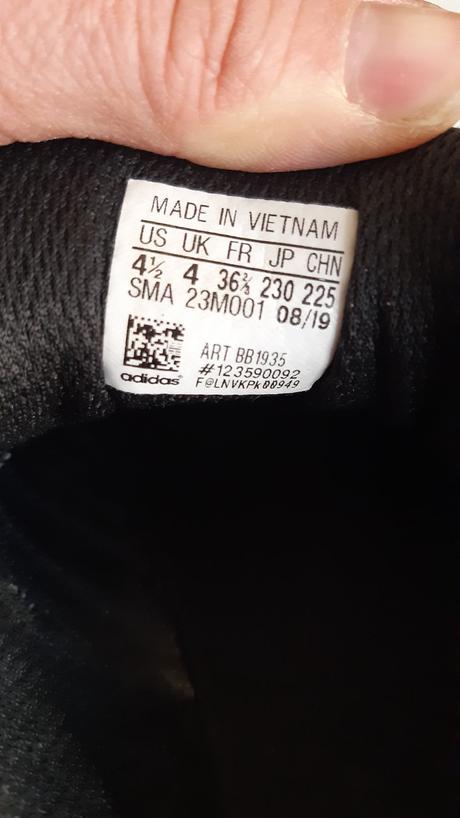 MADE IN VIETNAM
US UK FR JP CHN
4½ 4 36⅔ 230 225
SMA 23M001 08/19
ART BB1935
#123590092
adidas